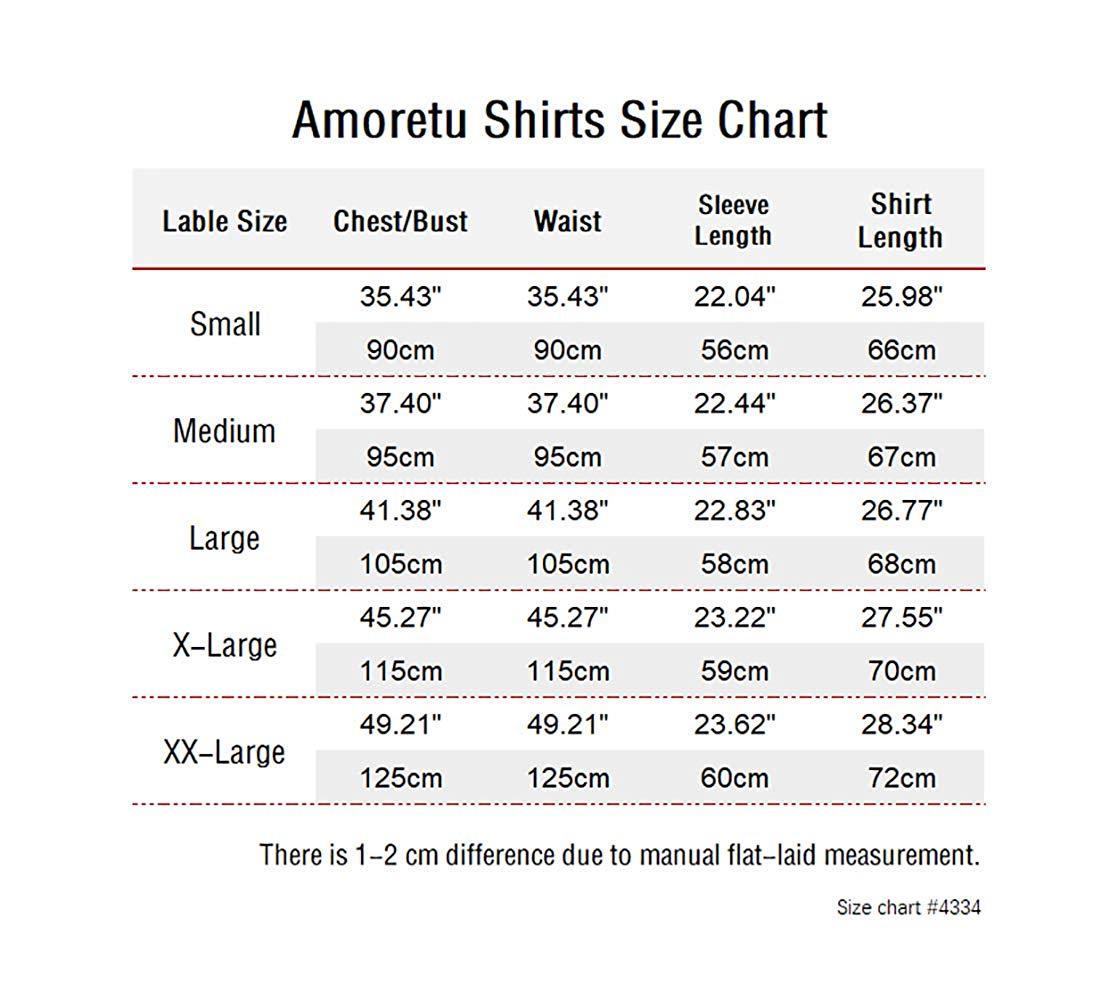 Amoretu Shirts Size Chart
Lable Size Chest/Bust Waist Sleeve Length Shirt Length
Small
35.43" 35.43" 22.04" 25.98"
90cm 90cm 56cm 66cm
Medium
37.40" 37.40" 22.44" 26.37"
95cm 95cm 57cm 67cm
Large
41.38" 41.38" 22.83" 26.77"
105cm 105cm 58cm 68cm
X–Large
45.27" 45.27" 23.22" 27.55"
115cm 115cm 59cm 70cm
XX–Large
49.21" 49.21" 23.62" 28.34"
125cm 125cm 60cm 72cm
There is 1–2 cm difference due to manual flat–laid measurement.
Size chart #4334